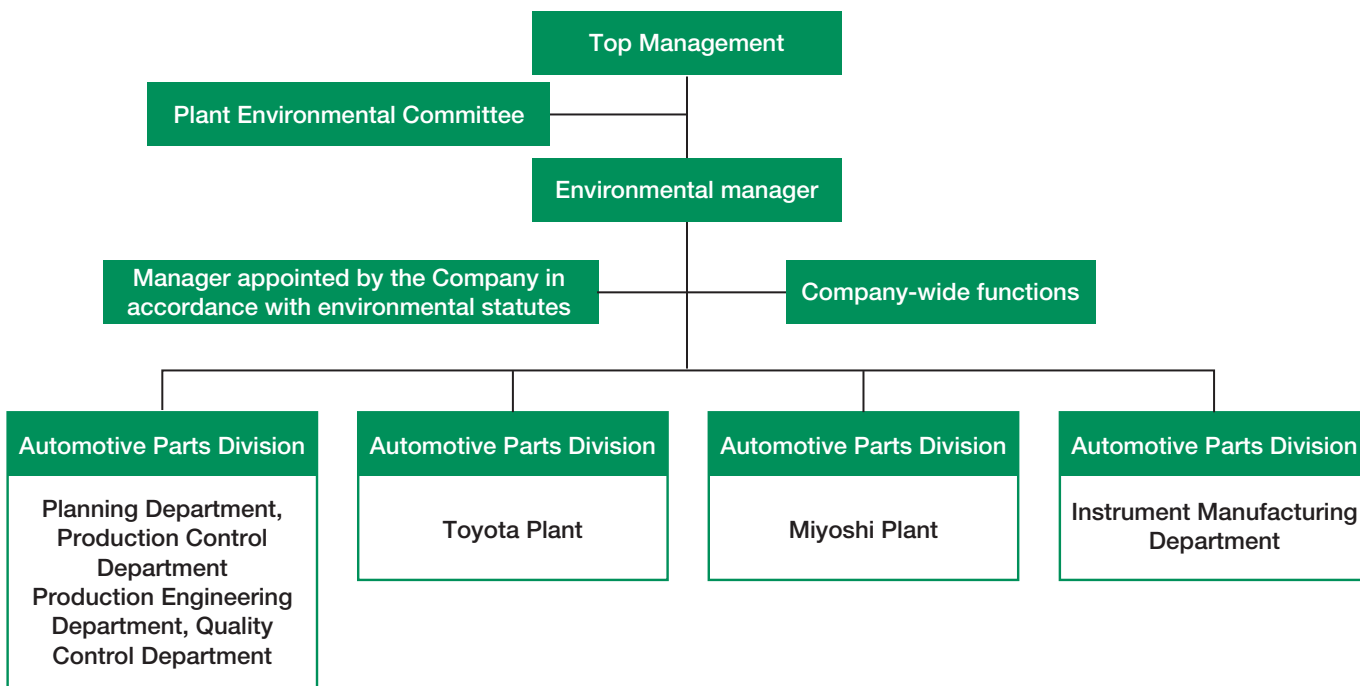 Top Management
Plant Environmental Committee
Environmental manager
Manager appointed by the Company in
accordance with environmental statutes
Company-wide functions
Automotive Parts Division
Planning Department,
Production Control
Department
Production Engineering
Department, Quality
Control Department
Automotive Parts Division
Toyota Plant
Automotive Parts Division
Miyoshi Plant
Automotive Parts Division
Instrument Manufacturing
Department